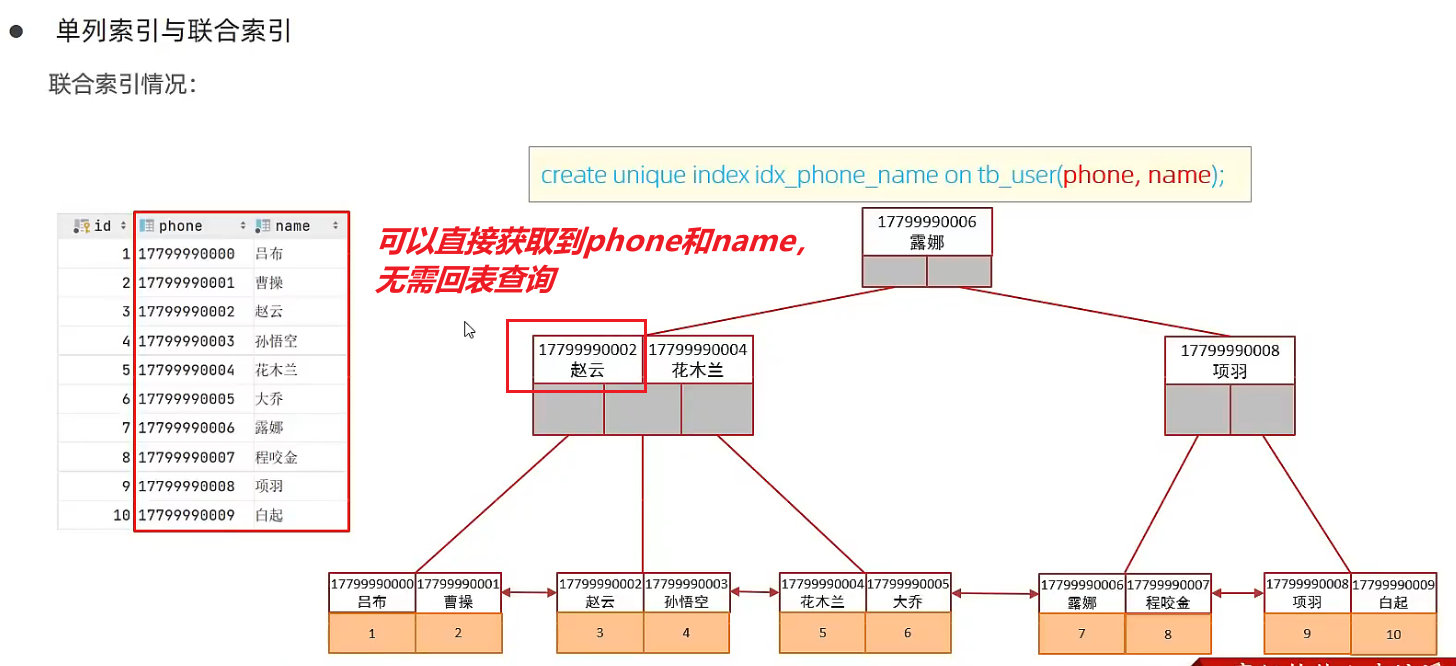 ● 单列索引与联合索引
联合索引情况：
create unique index idx_phone_name on tb_user(phone, name);
id phone name
1 17799990000 吕布
2 17799990001 曹操
3 17799990002 赵云
4 17799990003 孙悟空
5 17799990004 花木兰
6 17799990005 大乔
7 17799990006 露娜
8 17799990007 程咬金
9 17799990008 项羽
10 17799990009 白起
可以直接获取到phone和name，
无需回表查询
17799990006
露娜
17799990002 17799990004
赵云 花木兰
17799990008
项羽
17799990000 17799990001 17799990002 17799990003 17799990004 17799990005 17799990006 17799990007 17799990008 17799990009
吕布 曹操 赵云 孙悟空 花木兰 大乔 露娜 程咬金 项羽 白起
1 2 3 4 5 6 7 8 9 10